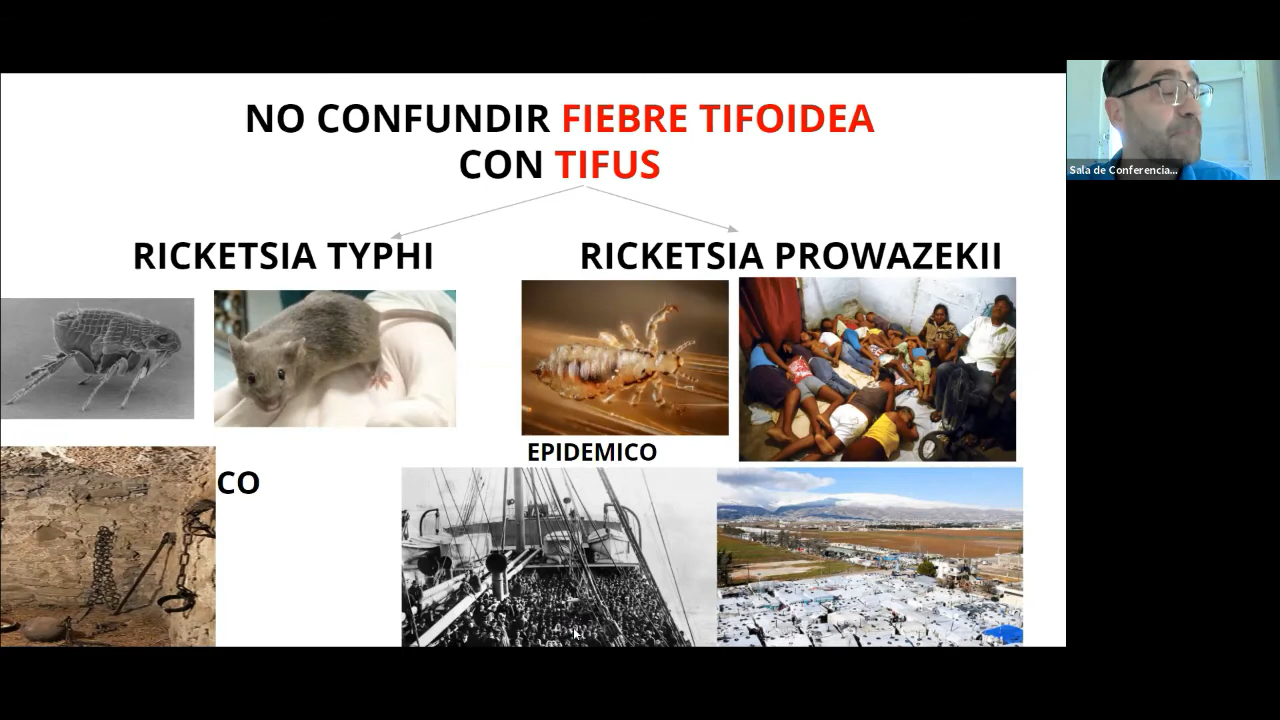 NO CONFUNDIR FIEBRE TIFOIDEA
CON TIFUS
RICKETSIA TYPHI
RICKETSIA PROWAZEKII
EPIDEMICO
CO
Sala de Conferencia...